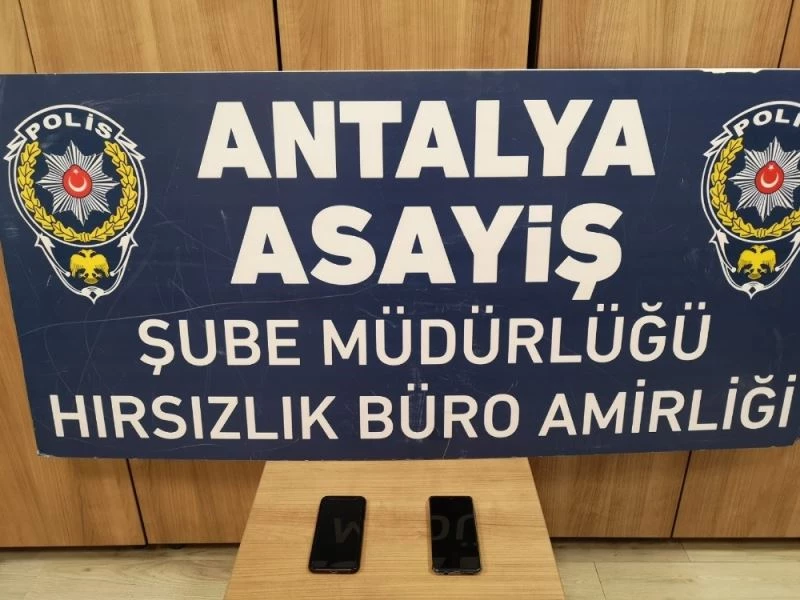 POLİS
ANTALYA
ASAYİŞ
ŞUBE MÜDÜRLÜĞÜ
HIRSIZLIK BÜRO AMİRLİĞİ
POLİ